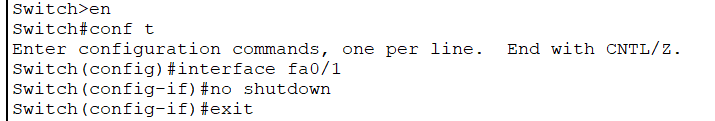 Switch>en
Switch#conf t
Enter configuration commands, one per line.  End with CNTL/Z.
Switch(config)#interface fa0/1
Switch(config-if)#no shutdown
Switch(config-if)#exit